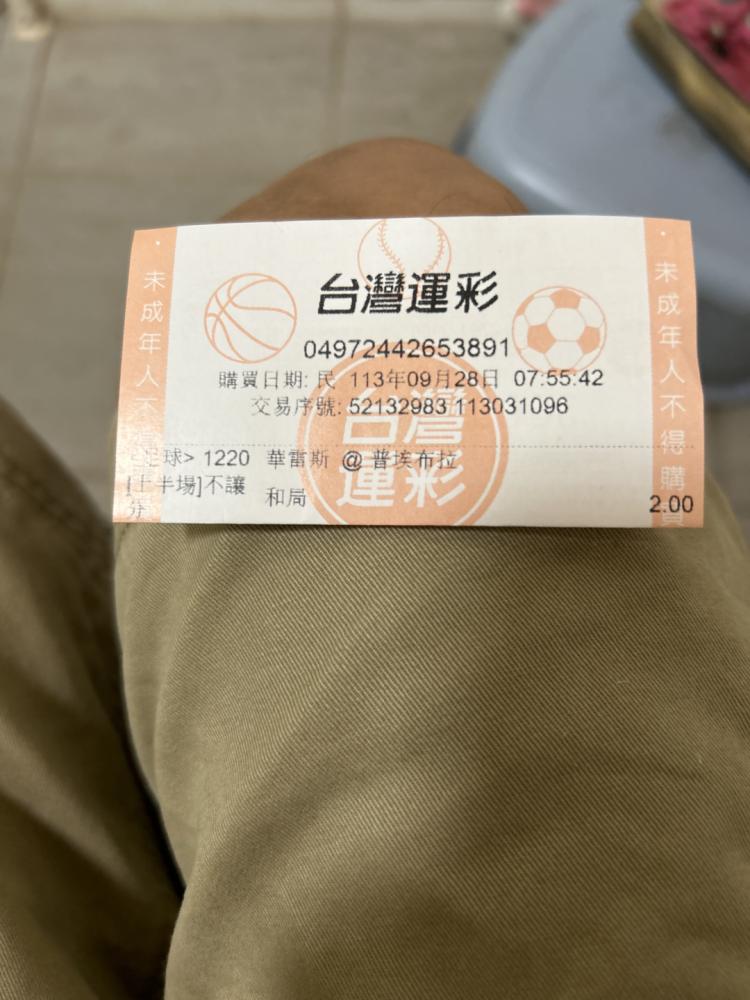 台灣運彩
04972442653891
購買日期: 民 113年09月28日 07:55:42
交易序號: 52132983 113031096
足球> 1220 華雷斯 @ 普埃布拉
[上半場]不讓分 和局 2.00
未成年人不得
未成年人不得購買
台灣運彩